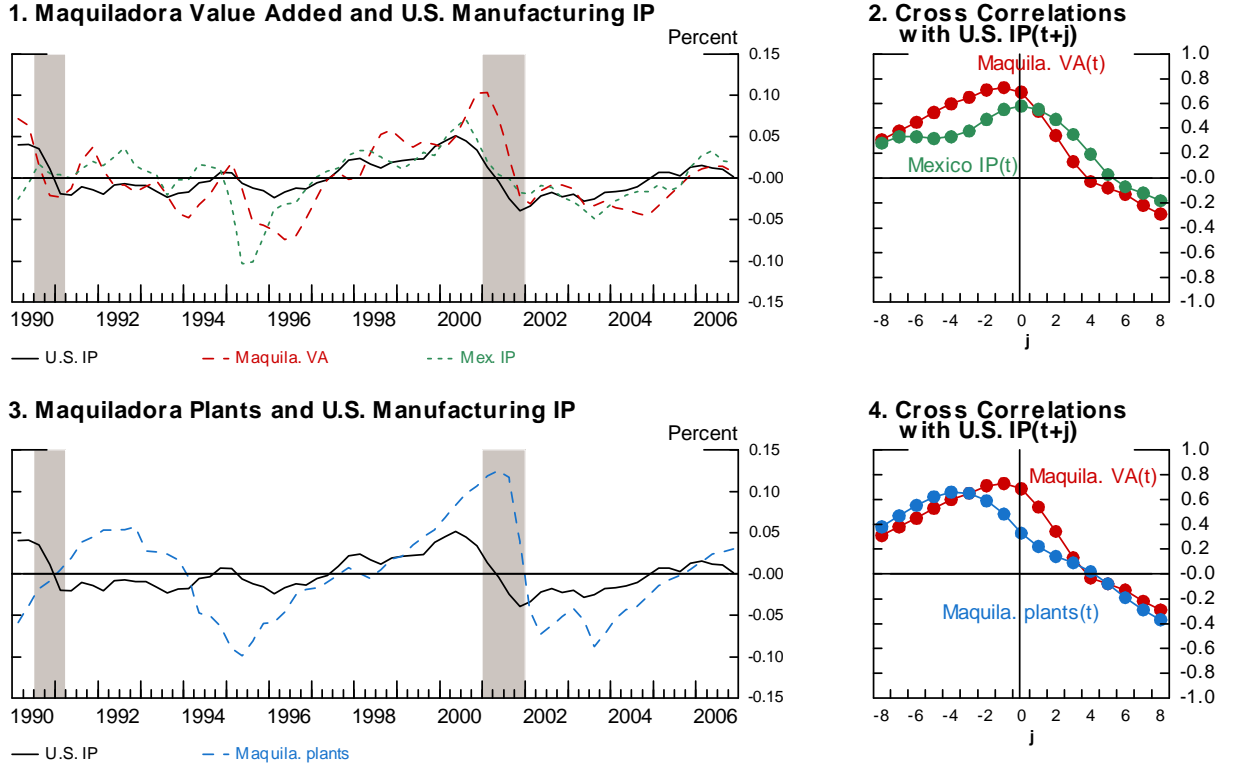 1. Maquiladora Value Added and U.S. Manufacturing IP
Percent
0.15
0.10
0.05
-0.00
-0.05
-0.10
-0.15
1990 1992 1994 1996 1998 2000 2002 2004 2006
U.S. IP Maquila. VA Mex. IP
2. Cross Correlations
with U.S. IP(t+j)
Maquila. VA(t)
Mexico IP(t)
1.0
0.8
0.6
0.4
0.2
-0.0
-0.2
-0.4
-0.6
-0.8
-1.0
-8 -6 -4 -2 0 2 4 6 8
j
3. Maquiladora Plants and U.S. Manufacturing IP
Percent
0.15
0.10
0.05
-0.00
-0.05
-0.10
-0.15
1990 1992 1994 1996 1998 2000 2002 2004 2006
U.S. IP Maquila. plants
4. Cross Correlations
with U.S. IP(t+j)
Maquila. VA(t)
Maquila. plants(t)
1.0
0.8
0.6
0.4
0.2
-0.0
-0.2
-0.4
-0.6
-0.8
-1.0
-8 -6 -4 -2 0 2 4 6 8
j